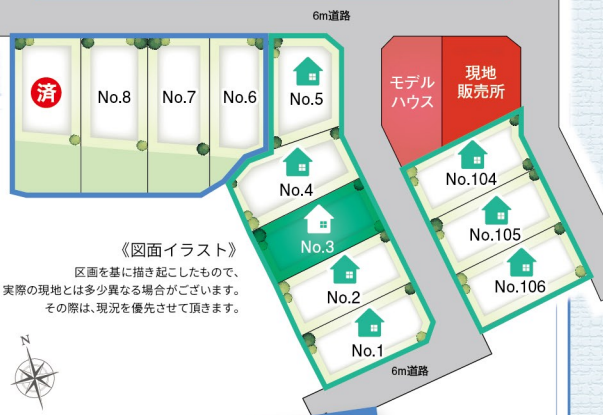 6m道路
済
No.8
No.7
No.6
No.5
モデル
ハウス
現地
販売所
No.4
No.104
No.3
No.105
No.2
No.106
No.1
《図面イラスト》
区画を基に描き起こしたもので、
実際の現地とは多少異なる場合がございます。
その際は、現況を優先させて頂きます。
N
6m道路